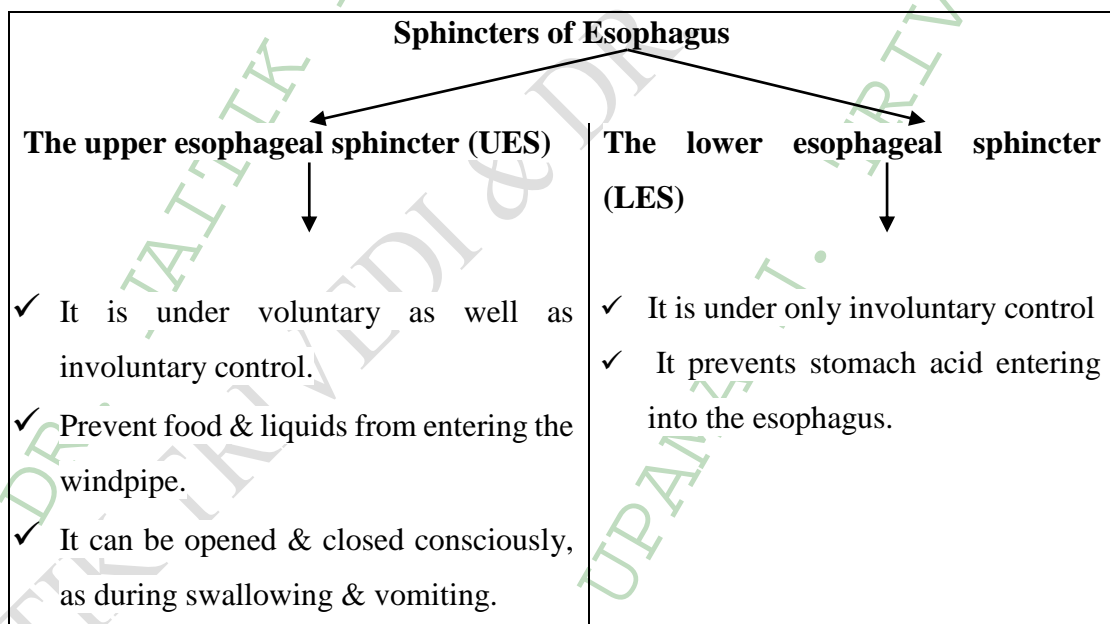 Sphincters of Esophagus
The upper esophageal sphincter (UES)
✓ It is under voluntary as well as
involuntary control.
✓ Prevent food & liquids from entering the
windpipe.
✓ It can be opened & closed consciously,
as during swallowing & vomiting.
The lower esophageal sphincter
(LES)
✓ It is under only involuntary control
✓ It prevents stomach acid entering
into the esophagus.